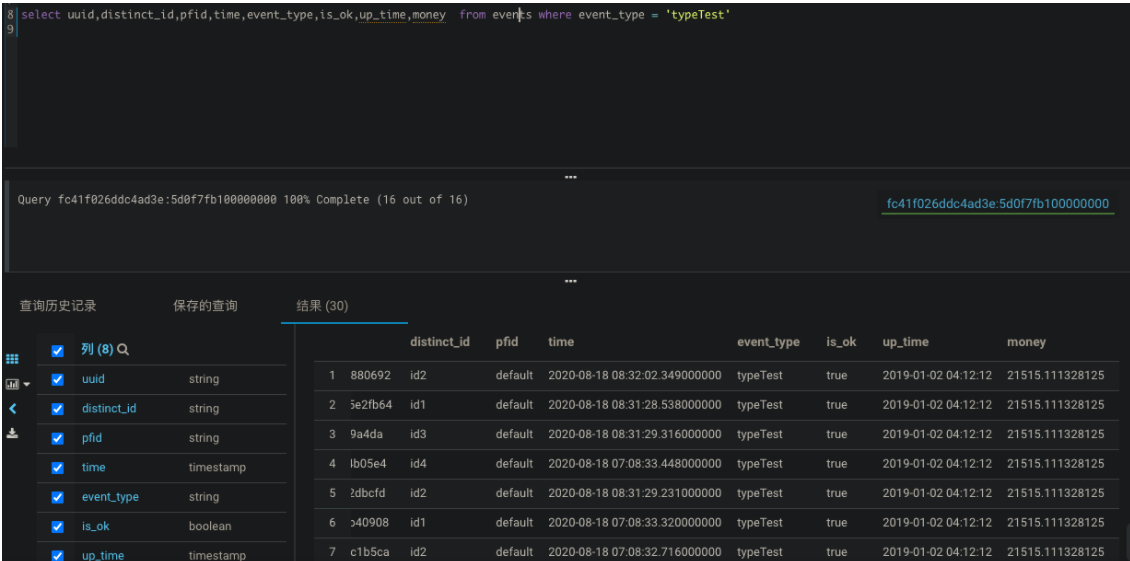 8 select uuid,distinct_id,pfid,time,event_type,is_ok,up_time,money  from events where event_type = 'typeTest'
9
Query fc41f026ddc4ad3e:5d0f7fb100000000 100% Complete (16 out of 16)
fc41f026ddc4ad3e:5d0f7fb100000000
查询历史记录 保存的查询 结果 (30)
列 (8)
uuid string
distinct_id string
pfid string
time timestamp
event_type string
is_ok boolean
up_time timestamp
distinct_id pfid time event_type is_ok up_time money
1 880692 id2 default 2020-08-18 08:32:02.349000000 typeTest true 2019-01-02 04:12:12 21515.111328125
2 5e2fb64 id1 default 2020-08-18 08:31:28.538000000 typeTest true 2019-01-02 04:12:12 21515.111328125
3 9a4da id3 default 2020-08-18 08:31:29.316000000 typeTest true 2019-01-02 04:12:12 21515.111328125
4 4b05e4 id4 default 2020-08-18 07:08:33.448000000 typeTest true 2019-01-02 04:12:12 21515.111328125
5 2dbcfd id2 default 2020-08-18 08:31:29.231000000 typeTest true 2019-01-02 04:12:12 21515.111328125
6 b40908 id1 default 2020-08-18 07:08:33.320000000 typeTest true 2019-01-02 04:12:12 21515.111328125
7 c1b5ca id2 default 2020-08-18 07:08:32.716000000 typeTest true 2019-01-02 04:12:12 21515.111328125